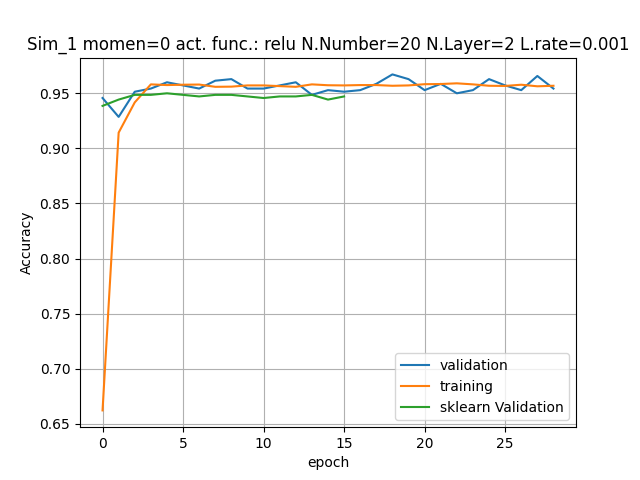 Sim_1 momen=0 act. func.: relu N.Number=20 N.Layer=2 L.rate=0.001
0.95
0.90
0.85
0.80
0.75
0.70
0.65
Accuracy
validation
training
sklearn Validation
0 5 10 15 20 25
epoch